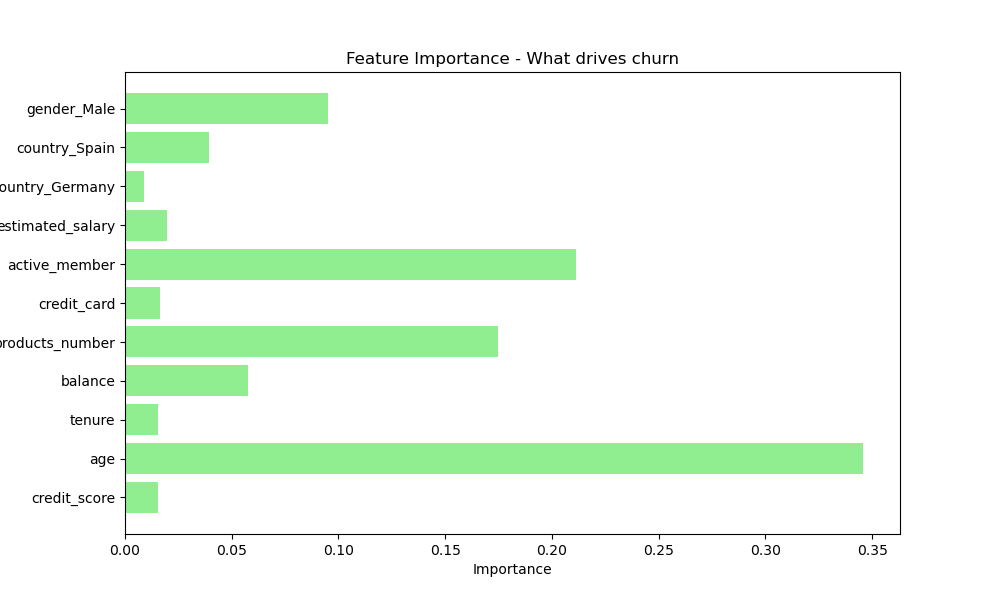 Feature Importance - What drives churn
gender_Male
country_Spain
ountry_Germany
estimated_salary
active_member
credit_card
products_number
balance
tenure
age
credit_score
0.00 0.05 0.10 0.15 0.20 0.25 0.30 0.35
Importance